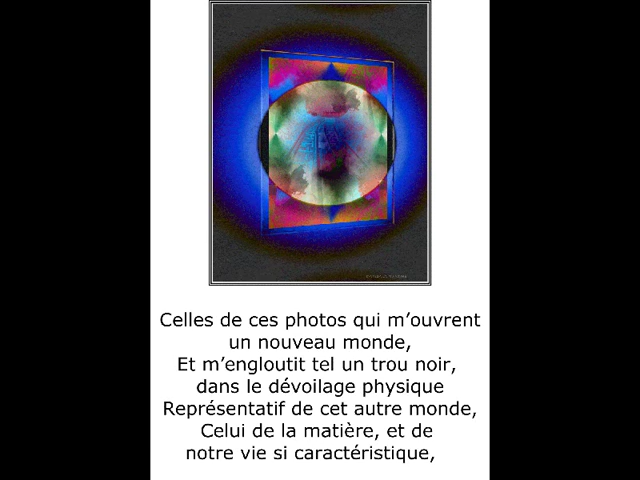 Celles de ces photos qui m’ouvrent
un nouveau monde,
Et m’engloutit tel un trou noir,
dans le dévoilage physique
Représentatif de cet autre monde,
Celui de la matière, et de
notre vie si caractéristique,